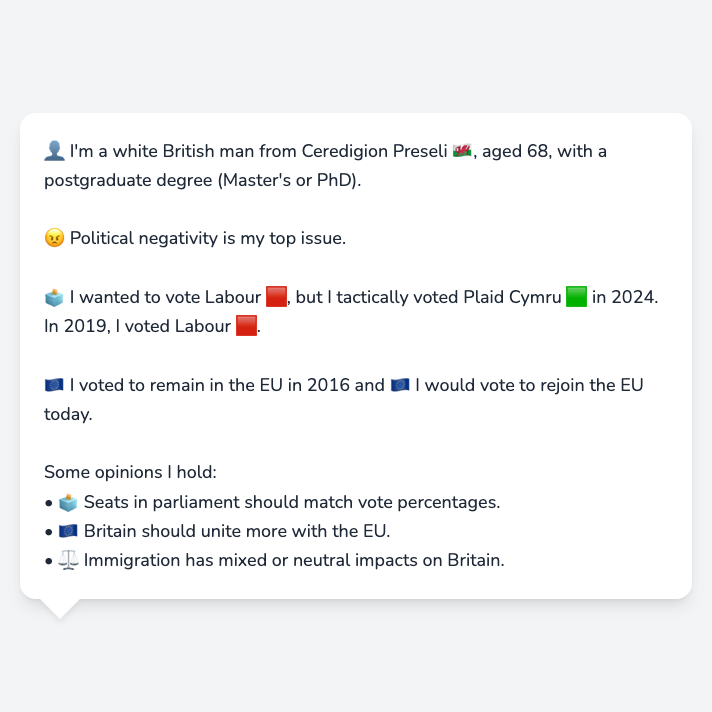 👤 I'm a white British man from Ceredigion Preseli 🏴󠁧󠁢󠁷󠁬󠁳󠁿, aged 68, with a
postgraduate degree (Master's or PhD).
😠 Political negativity is my top issue.
🗳️ I wanted to vote Labour 🟥, but I tactically voted Plaid Cymru 🟩 in 2024.
In 2019, I voted Labour 🟥.
🇪🇺 I voted to remain in the EU in 2016 and 🇪🇺 I would vote to rejoin the EU
today.
Some opinions I hold:
• 🗳️ Seats in parliament should match vote percentages.
• 🇪🇺 Britain should unite more with the EU.
• ⚖️ Immigration has mixed or neutral impacts on Britain.